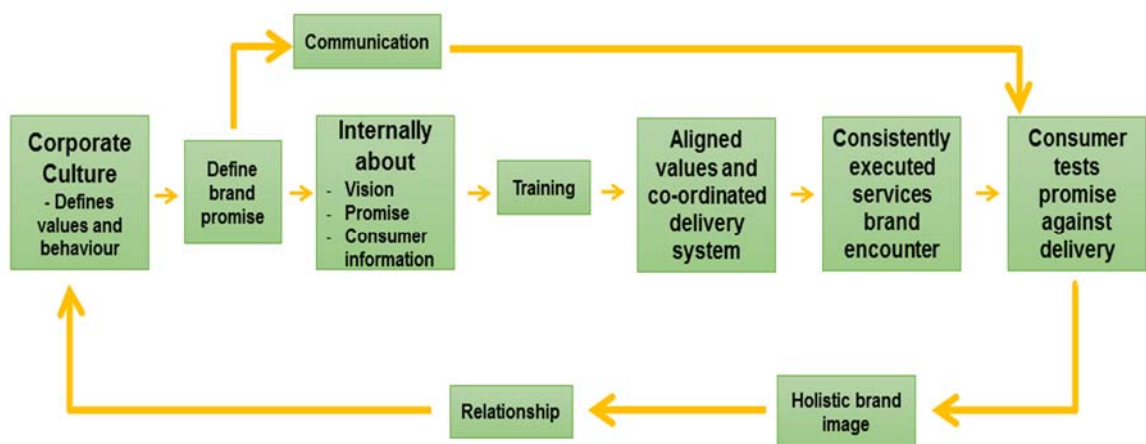 Communication
Corporate
Culture
- Defines
values and
behaviour
Define
brand
promise
Internally
about
- Vision
- Promise
- Consumer
information
Training
Aligned
values and
co-ordinated
delivery
system
Consistently
executed
services
brand
encounter
Consumer
tests
promise
against
delivery
Relationship
Holistic brand
image